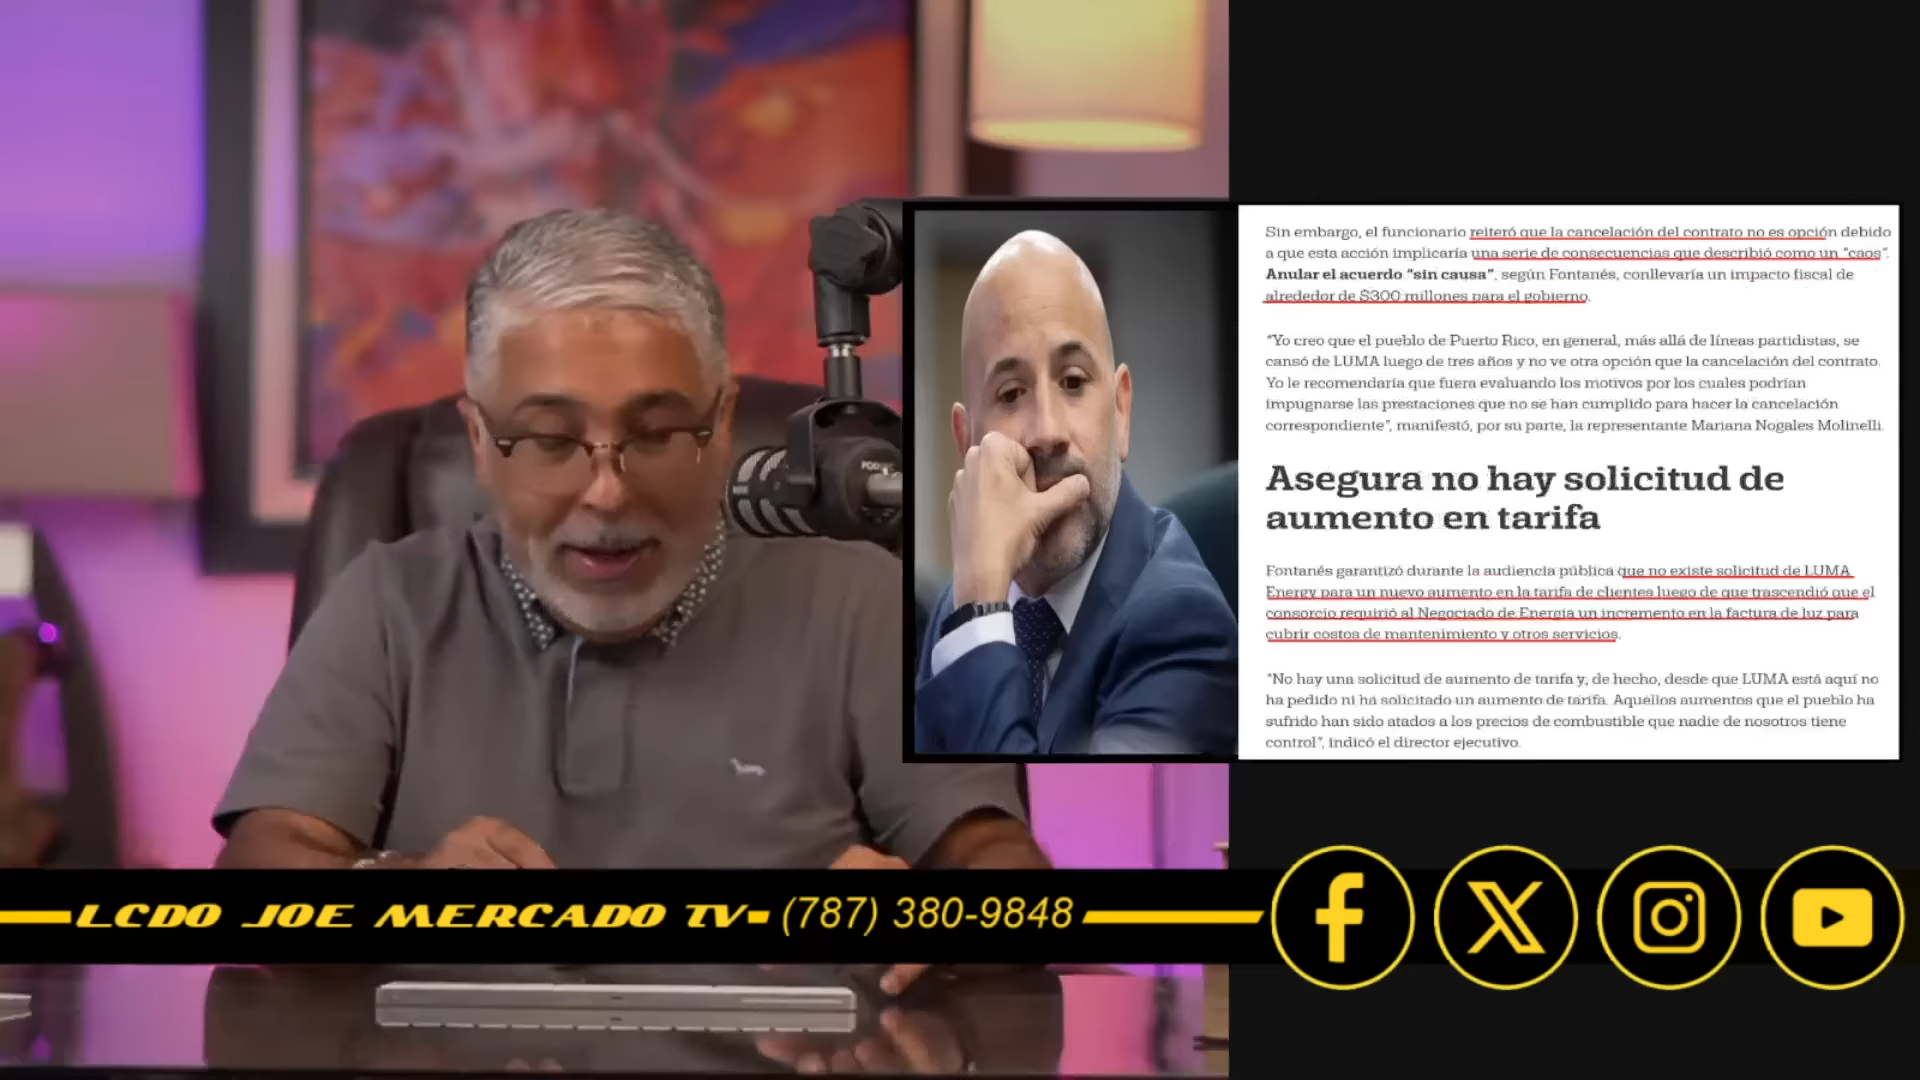 Sin embargo, el funcionario reiteró que la cancelación del contrato no es opción debido
a que esta acción implicaría una serie de consecuencias que describió como un "caos".
Anular el acuerdo "sin causa", según Fontanés, conllevaría un impacto fiscal de
alrededor de $300 millones para el gobierno.
"Yo creo que el pueblo de Puerto Rico, en general, más allá de líneas partidistas, se
cansó de LUMA luego de tres años y no ve otra opción que la cancelación del contrato.
Yo le recomendaría que fuera evaluando los motivos por los cuales podrían
impugnarse las prestaciones que no se han cumplido para hacer la cancelación
correspondiente", manifestó, por su parte, la representante Mariana Nogales Molinelli.
Asegura no hay solicitud de
aumento en tarifa
Fontanés garantizó durante la audiencia pública que no existe solicitud de LUMA
Energy para un nuevo aumento en la tarifa de clientes luego de que trascendió que el
consorcio requirió al Negociado de Energía un incremento en la factura de luz para
cubrir costos de mantenimiento y otros servicios.
"No hay una solicitud de aumento de tarifa y, de hecho, desde que LUMA está aquí no
ha pedido ni ha solicitado un aumento de tarifa. Aquellos aumentos que el pueblo ha
sufrido han sido atados a los precios de combustible que nadie de nosotros tiene
control", indicó el director ejecutivo.
LCDO JOE MERCADO TV - (787) 380-9848